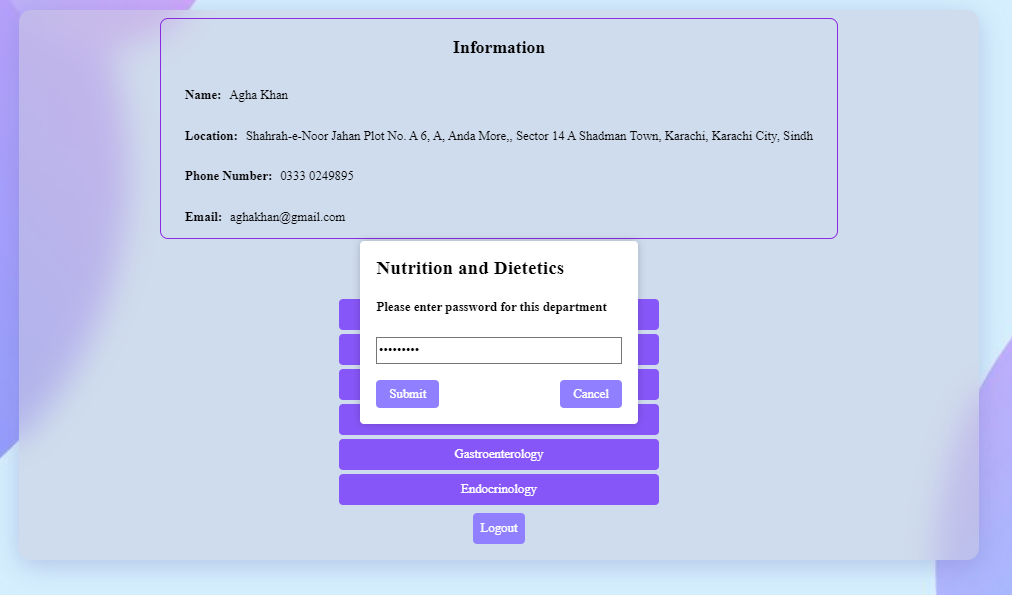 Information
Name: Agha Khan
Location: Shahrah-e-Noor Jahan Plot No. A 6, A, Anda More,, Sector 14 A Shadman Town, Karachi, Karachi City, Sindh
Phone Number: 0333 0249895
Email: aghakhan@gmail.com
Nutrition and Dietetics
Please enter password for this department
•••••••••
Submit Cancel
Gastroenterology
Endocrinology
Logout